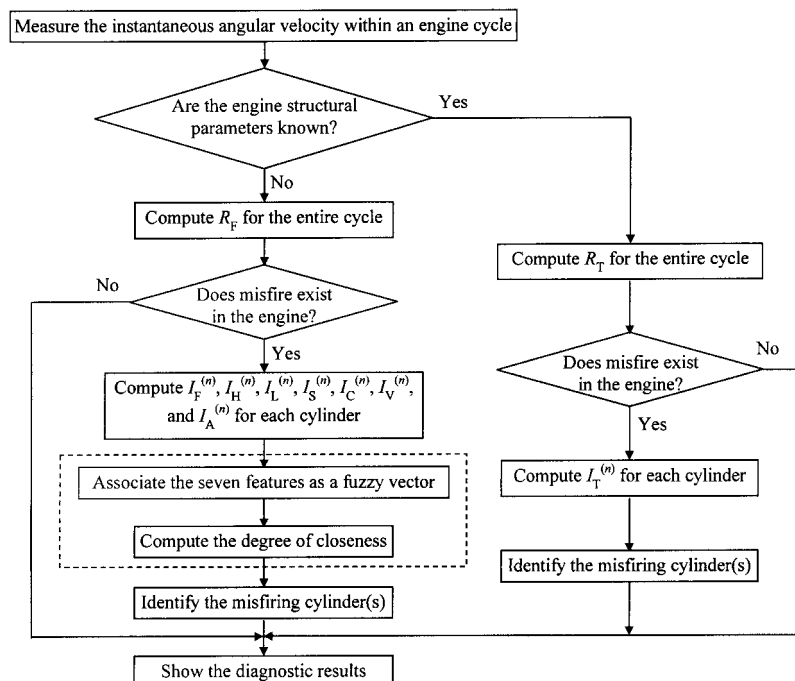 Measure the instantaneous angular velocity within an engine cycle
Are the engine structural
parameters known?
Yes
No
Compute R_F for the entire cycle
Compute R_T for the entire cycle
No
Does misfire exist
in the engine?
Does misfire exist
in the engine?
No
Yes
Yes
Compute I_F^(n), I_H^(n), I_L^(n), I_S^(n), I_C^(n), I_V^(n),
and I_A^(n) for each cylinder
Compute I_T^(n) for each cylinder
Associate the seven features as a fuzzy vector
Compute the degree of closeness
Identify the misfiring cylinder(s)
Identify the misfiring cylinder(s)
Show the diagnostic results